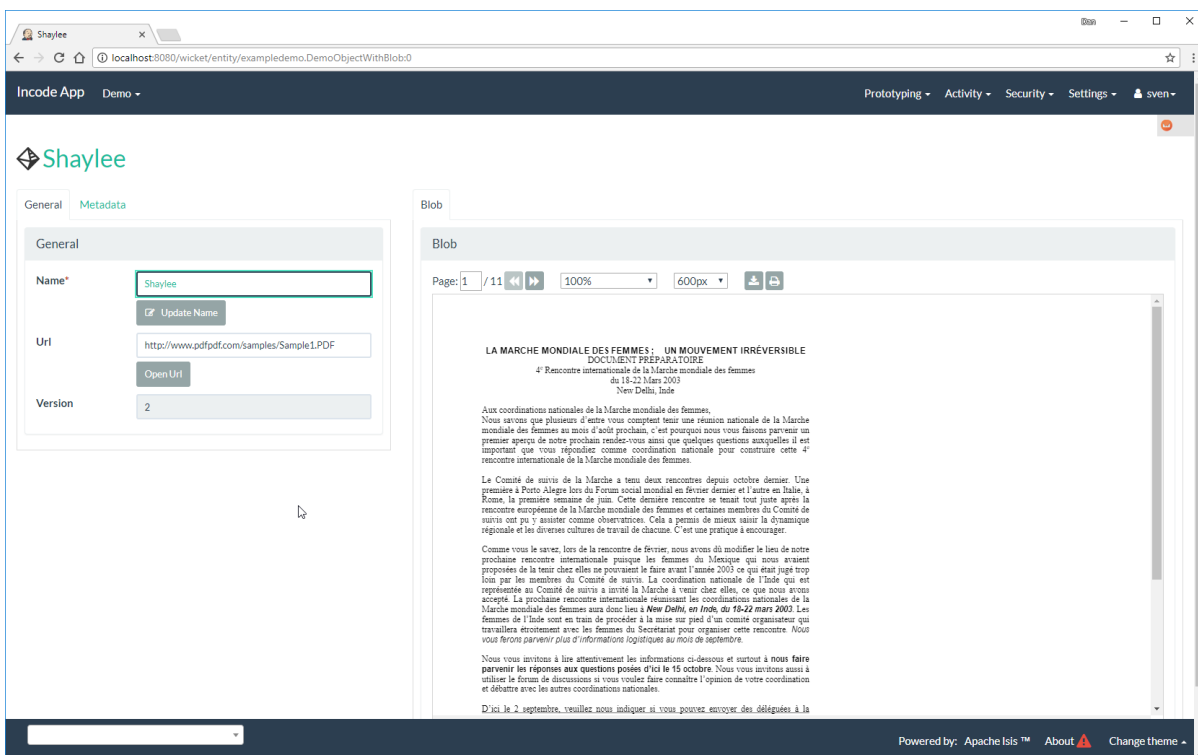 Dan
Shaylee
localhost:8080/wicket/entity/exampledemo.DemoObjectWithBlob:0
Incode App Demo Prototyping Activity Security Settings sven
Shaylee
General Metadata
Blob
General
Blob
Name*
Shaylee
Update Name
Url
http://www.pdfpdf.com/samples/Sample1.PDF
Open Url
Version
2
Page: 1 / 11 100% 600px
LA MARCHE MONDIALE DES FEMMES : UN MOUVEMENT IRRÉVERSIBLE
DOCUMENT PRÉPARATOIRE
4e Rencontre internationale de la Marche mondiale des femmes
du 18-22 Mars 2003
New Delhi, Inde
Aux coordinations nationales de la Marche mondiale des femmes,
Nous savons que plusieurs d'entre vous comptent tenir une réunion nationale de la Marche
mondiale des femmes au mois d'août prochain, c'est pourquoi nous vous faisons parvenir un
premier aperçu de notre prochain rendez-vous ainsi que quelques questions auxquelles il est
important que vous répondiez comme coordination nationale pour construire cette 4e
rencontre internationale de la Marche mondiale des femmes.
Le Comité de suivis de la Marche a tenu deux rencontres depuis octobre dernier. Une
première à Porto Alegre lors du Forum social mondial en février dernier et l'autre en Italie, à
Rome, la première semaine de juin. Cette dernière rencontre se tenait tout juste après la
rencontre européenne de la Marche mondiale des femmes et certaines membres du Comité de
suivis ont pu y assister comme observatrices. Cela a permis de mieux saisir la dynamique
régionale et les diverses cultures de travail de chacune. C'est une pratique à encourager.
Comme vous le savez, lors de la rencontre de février, nous avons dû modifier le lieu de notre
prochaine rencontre internationale puisque les femmes du Mexique qui nous avaient
proposées de la tenir chez elles ne pouvaient le faire avant l'année 2003 ce qui était jugé trop
loin par les membres du Comité de suivis. La coordination nationale de l'Inde qui est
représentée au Comité de suivis a invité la Marche à venir chez elles, ce que nous avons
accepté. La prochaine rencontre internationale réunissant les coordinations nationales de la
Marche mondiale des femmes aura donc lieu à New Delhi, en Inde, du 18-22 mars 2003. Les
femmes de l'Inde sont en train de procéder à la mise sur pied d'un comité organisateur qui
travaillera étroitement avec les femmes du Secrétariat pour organiser cette rencontre. Nous
vous ferons parvenir plus d'informations logistiques au mois de septembre.
Nous vous invitons à lire attentivement les informations ci-dessous et surtout à nous faire
parvenir les réponses aux questions posées d'ici le 15 octobre. Nous vous invitons aussi à
utiliser le forum de discussions si vous voulez faire connaître l'opinion de votre coordination
et débattre avec les autres coordinations nationales.
D'ici le 2 septembre, veuillez nous indiquer si vous pouvez envoyer des déléguées à la
Powered by: Apache Isis ™ About Change theme